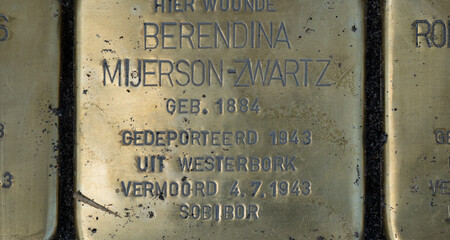 HIER WOONDE
BERENDINA
MIJERSON-ZWARTZ
GEB. 1884
GEDEPORTEERD 1943
UIT WESTERBORK
VERMOORD 4.7.1943
SOBIBOR